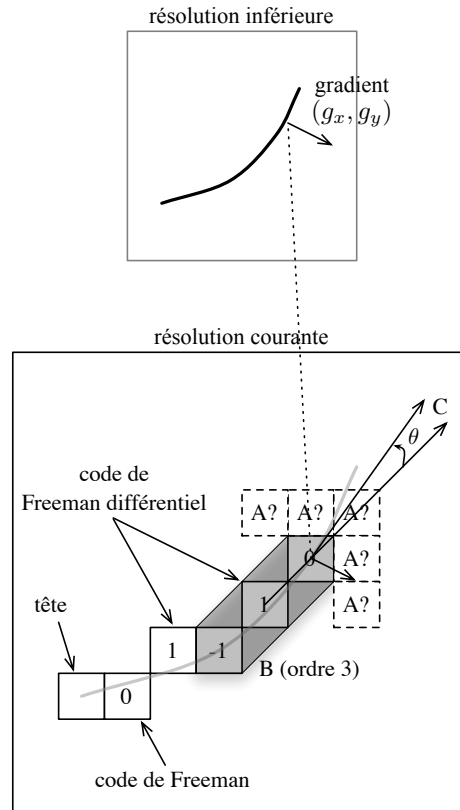 résolution inférieure
gradient
(g_x, g_y)
résolution courante
C
θ
code de
Freeman différentiel
A? A? A?
0 A?
1 A?
tête
1 -1
B (ordre 3)
0
code de Freeman